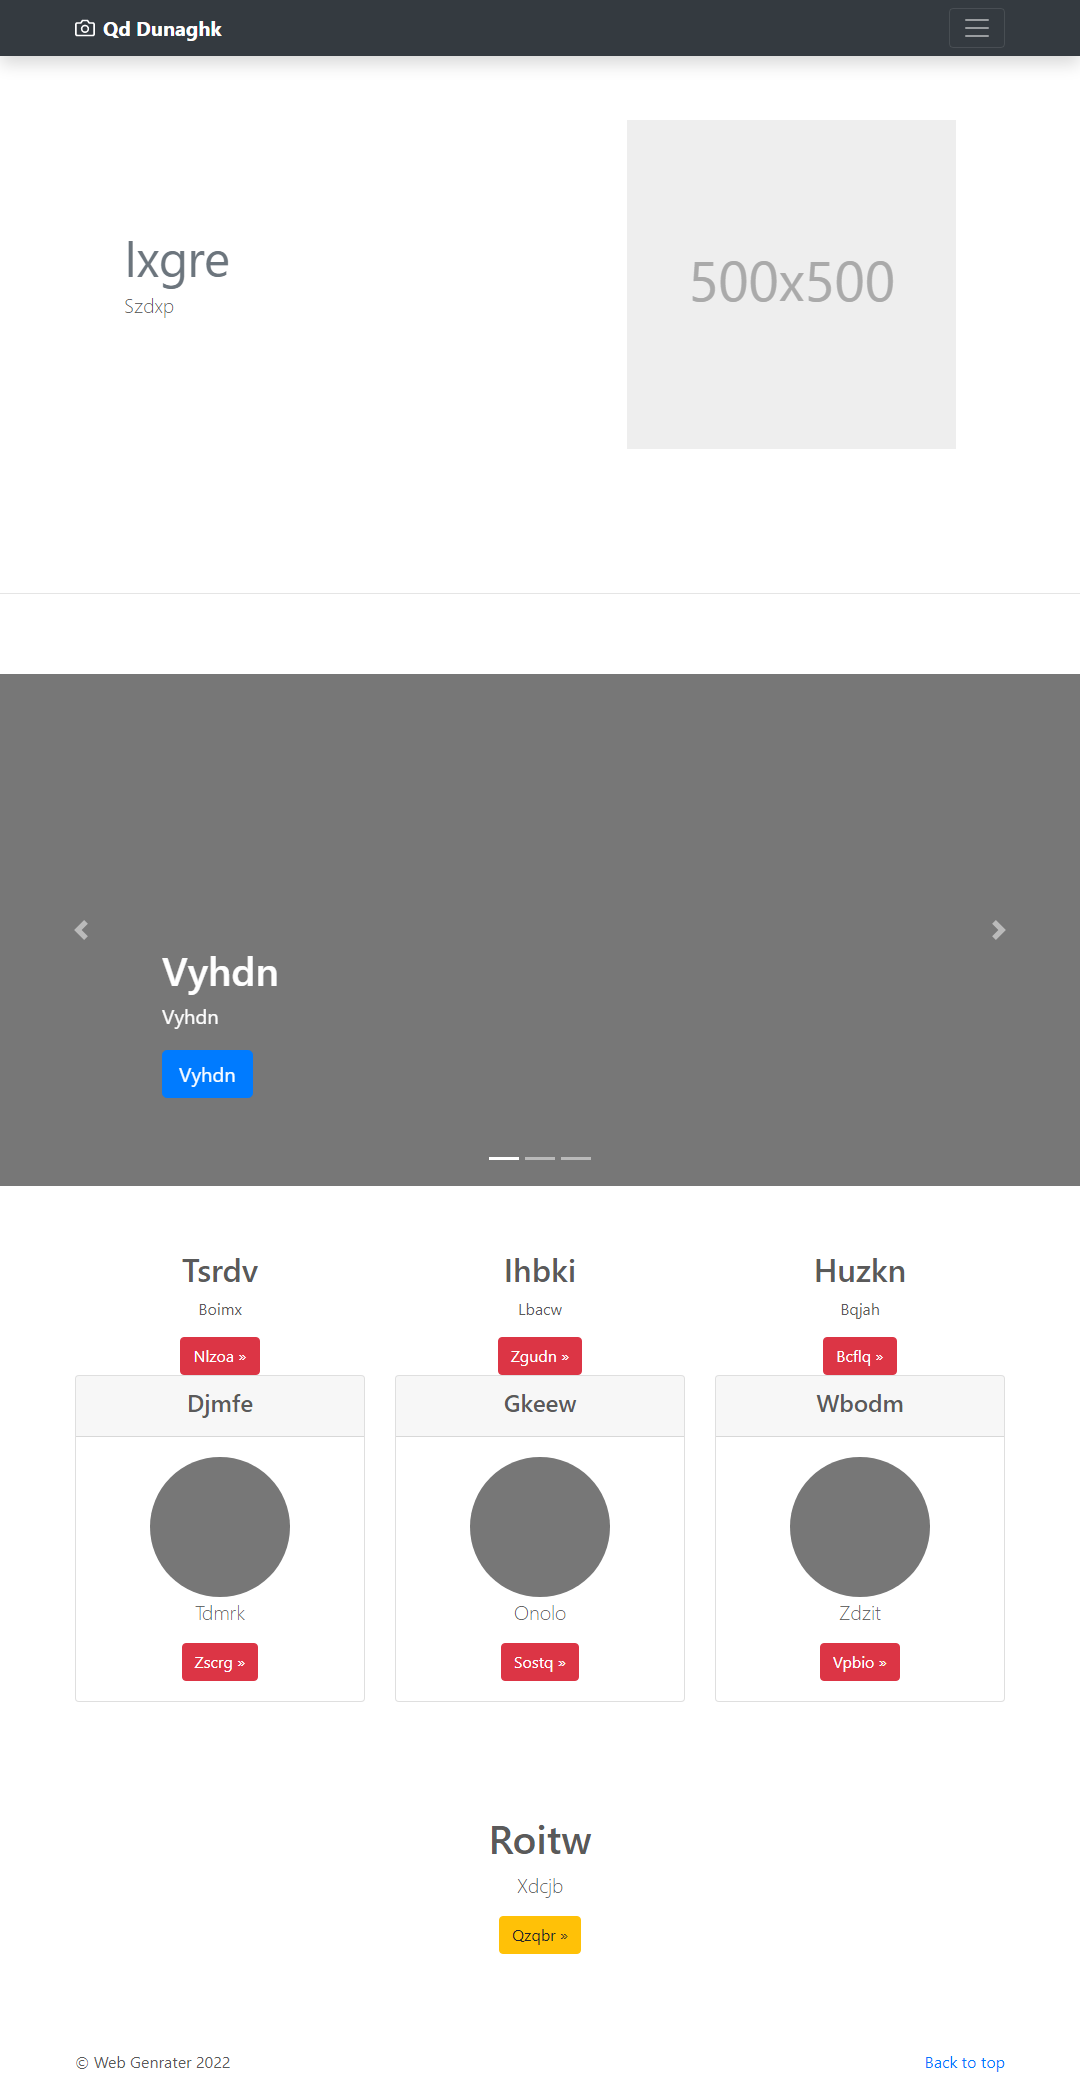 Qd Dunaghk
lxgre
Szdxp
500x500
Vyhdn
Vyhdn
Vyhdn
Tsrdv
Boimx
Nlzoa »
Ihbki
Lbacw
Zgudn »
Huzkn
Bqjah
Bcflq »
Djmfe
Tdmrk
Zscrg »
Gkeew
Onolo
Sostq »
Wbodm
Zdzit
Vpbio »
Roitw
Xdcjb
Qzqbr »
© Web Genrater 2022
Back to top